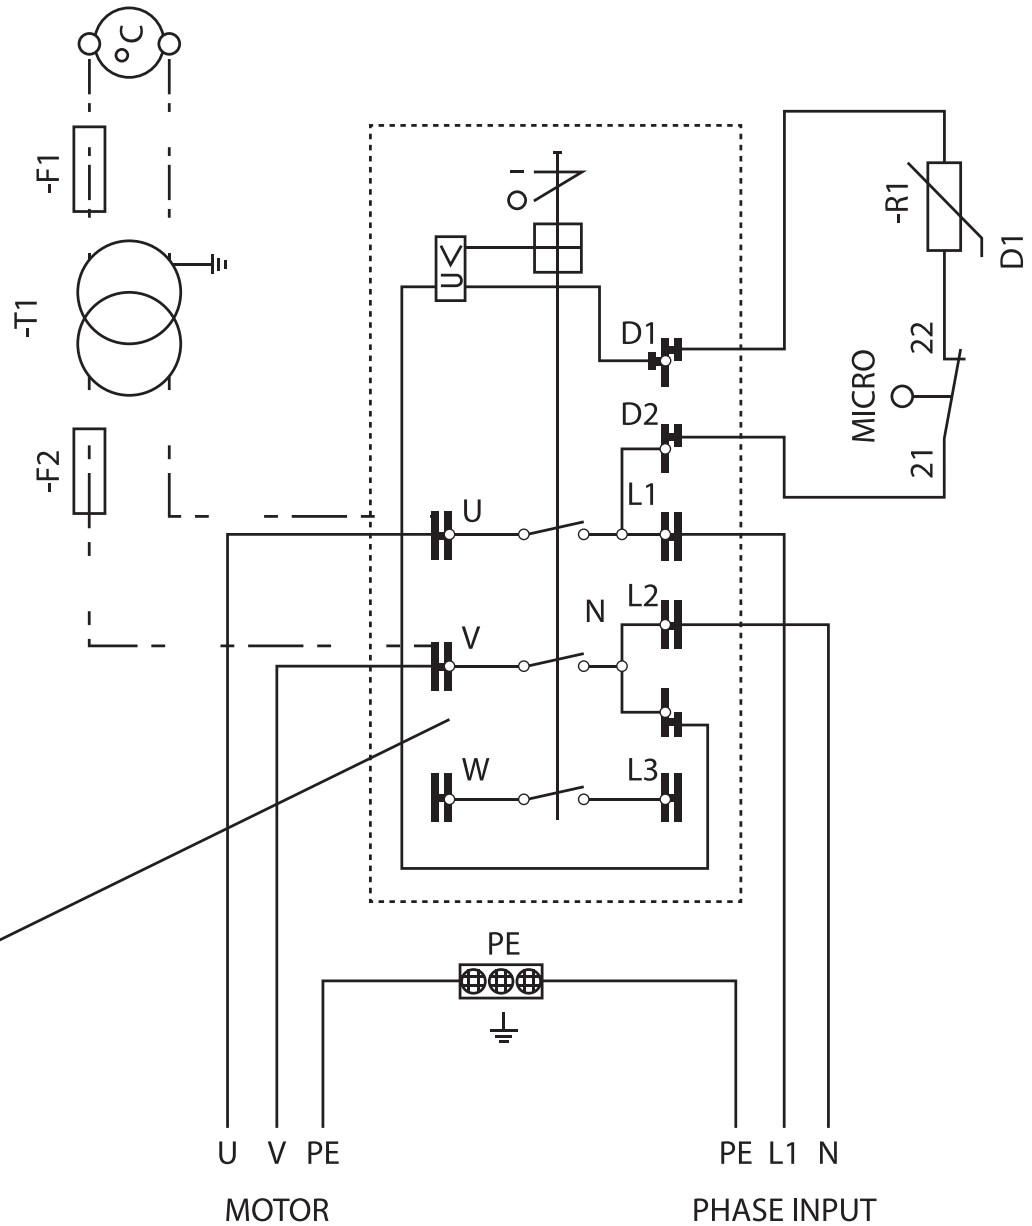 °C
-F1
-T1
-F2
I
O
U<
D1
D2
L1
U
L2
N
V
W
L3
-R1
D1
22
MICRO
21
PE
U V PE
PE L1 N
MOTOR
PHASE INPUT